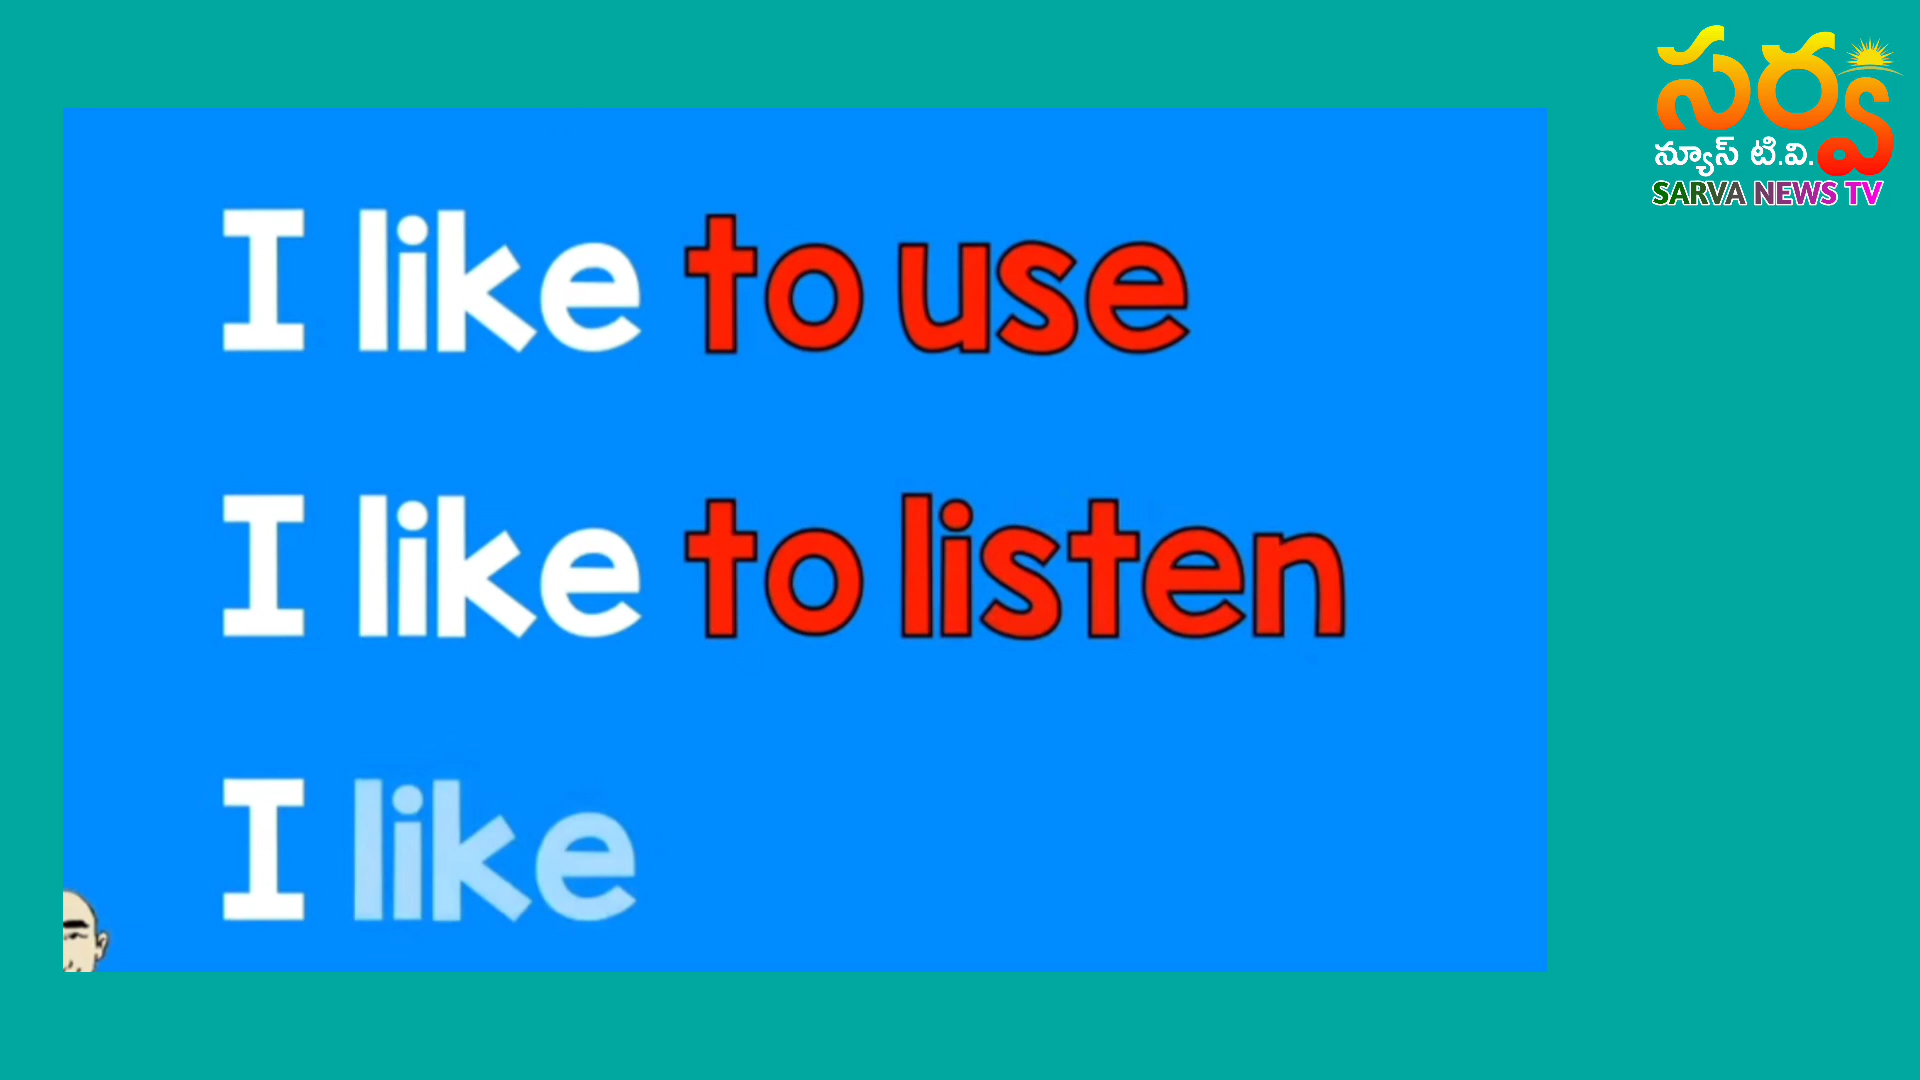 I like to use
I like to listen
I like
సర్వ
న్యూస్ టి.వి.
SARVA NEWS TV